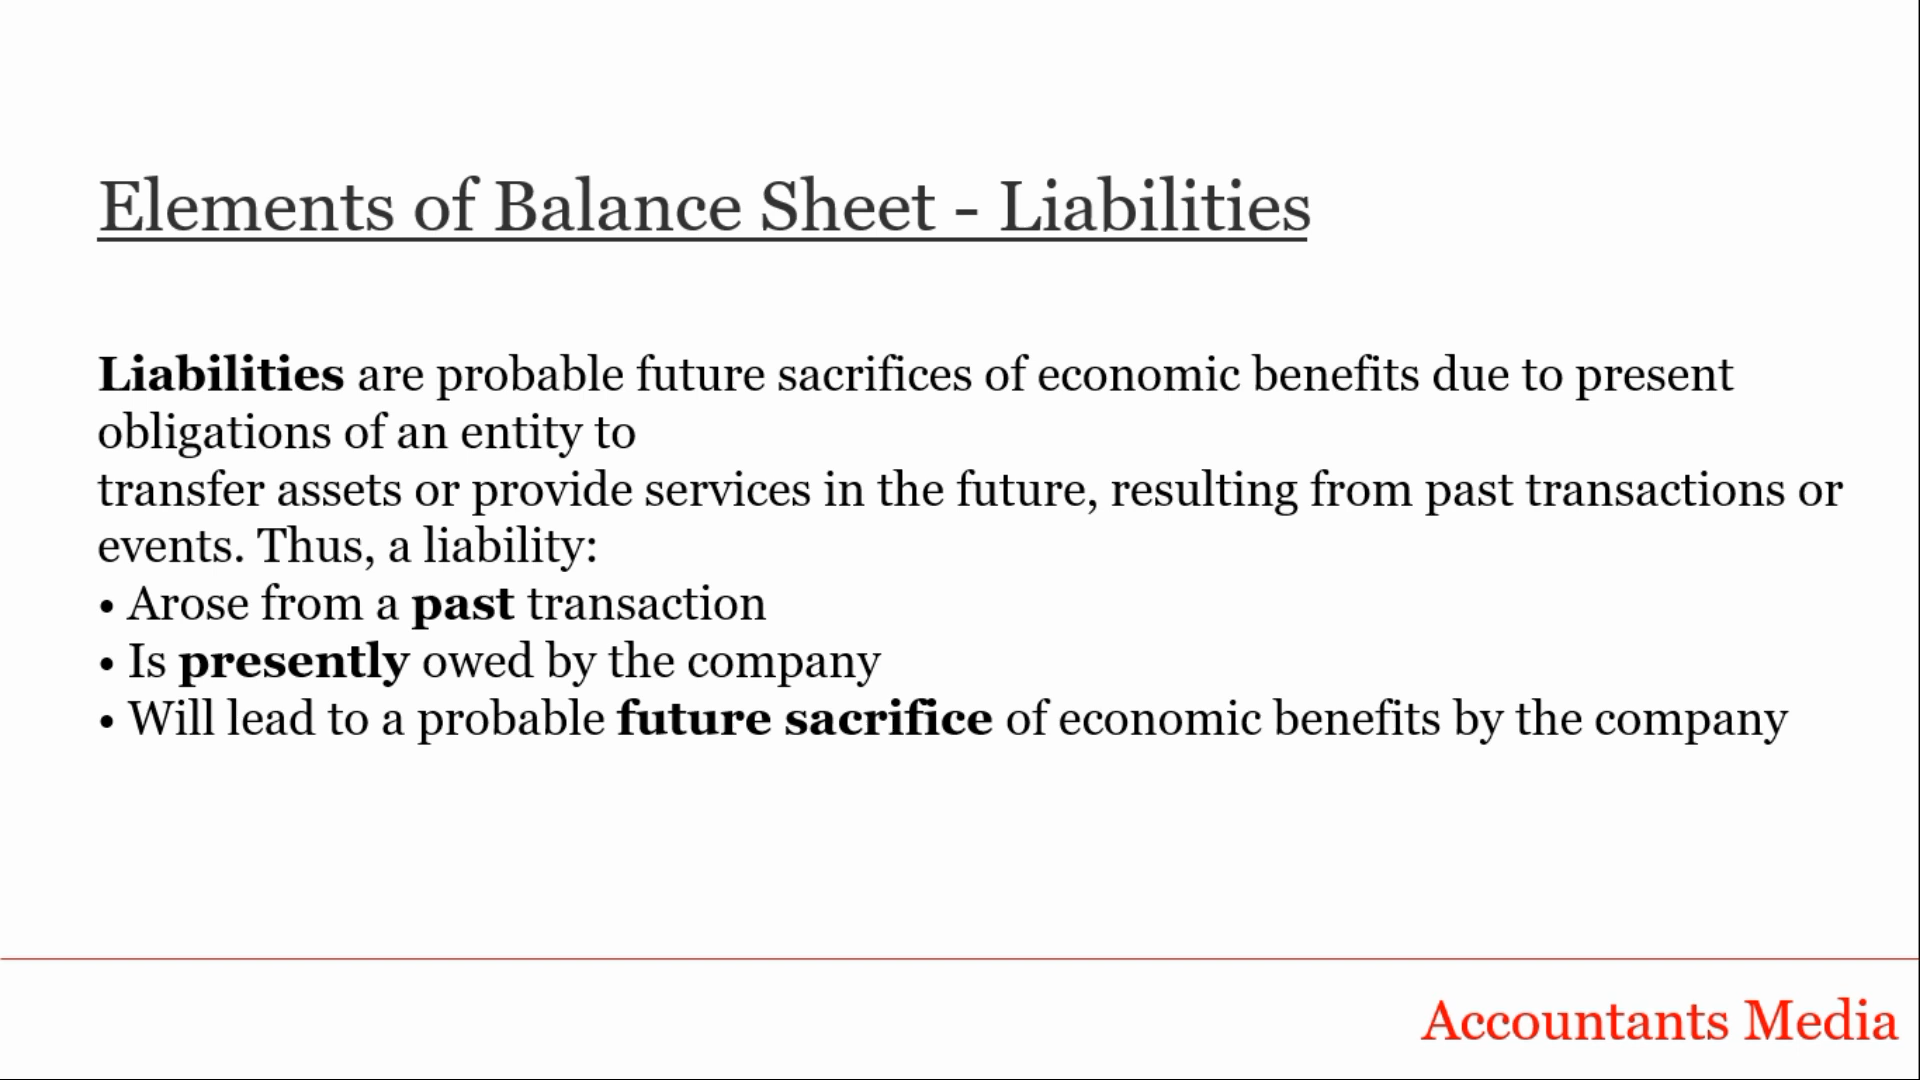 Elements of Balance Sheet - Liabilities
Liabilities are probable future sacrifices of economic benefits due to present
obligations of an entity to
transfer assets or provide services in the future, resulting from past transactions or
events. Thus, a liability:
• Arose from a past transaction
• Is presently owed by the company
• Will lead to a probable future sacrifice of economic benefits by the company
Accountants Media